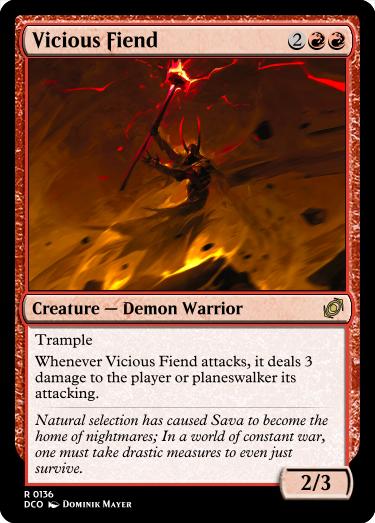 Vicious Fiend 2
Creature — Demon Warrior
Trample
Whenever Vicious Fiend attacks, it deals 3
damage to the player or planeswalker its
attacking.
Natural selection has caused Sava to become the
home of nightmares; In a world of constant war,
one must take drastic measures to even just
survive.
2/3
R 0136
DCO Dominik Mayer